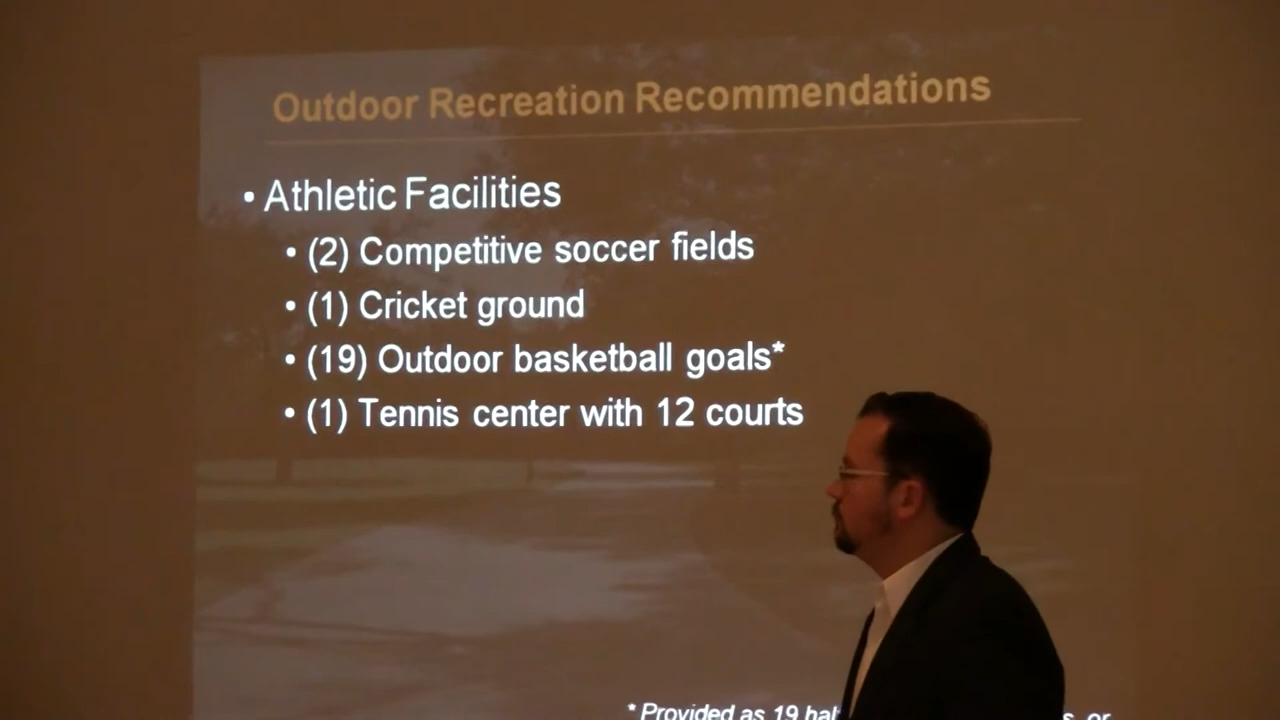 Outdoor Recreation Recommendations
• Athletic Facilities
• (2) Competitive soccer fields
• (1) Cricket ground
• (19) Outdoor basketball goals*
• (1) Tennis center with 12 courts
* Provided as 19 or